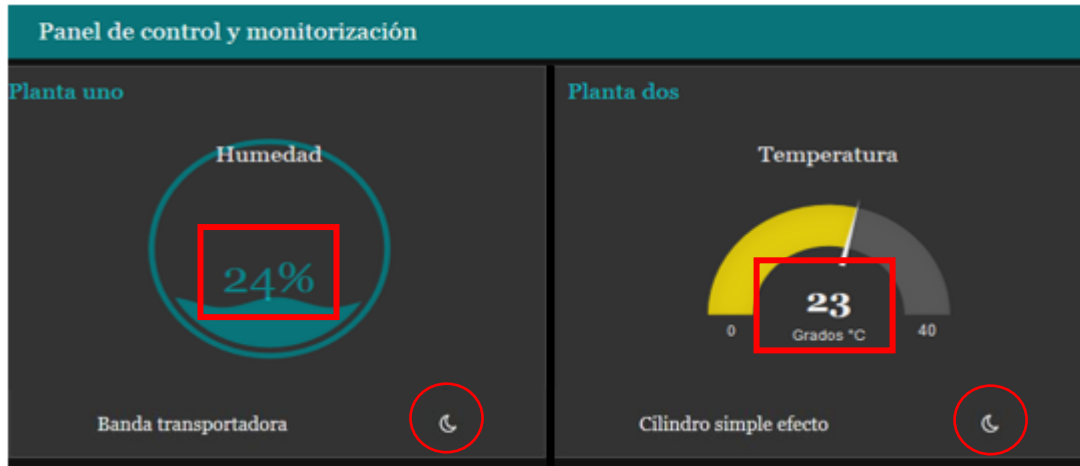 Panel de control y monitorización
Planta uno
Humedad
24%
Banda transportadora
Planta dos
Temperatura
23
Grados °C
0
40
Cilindro simple efecto